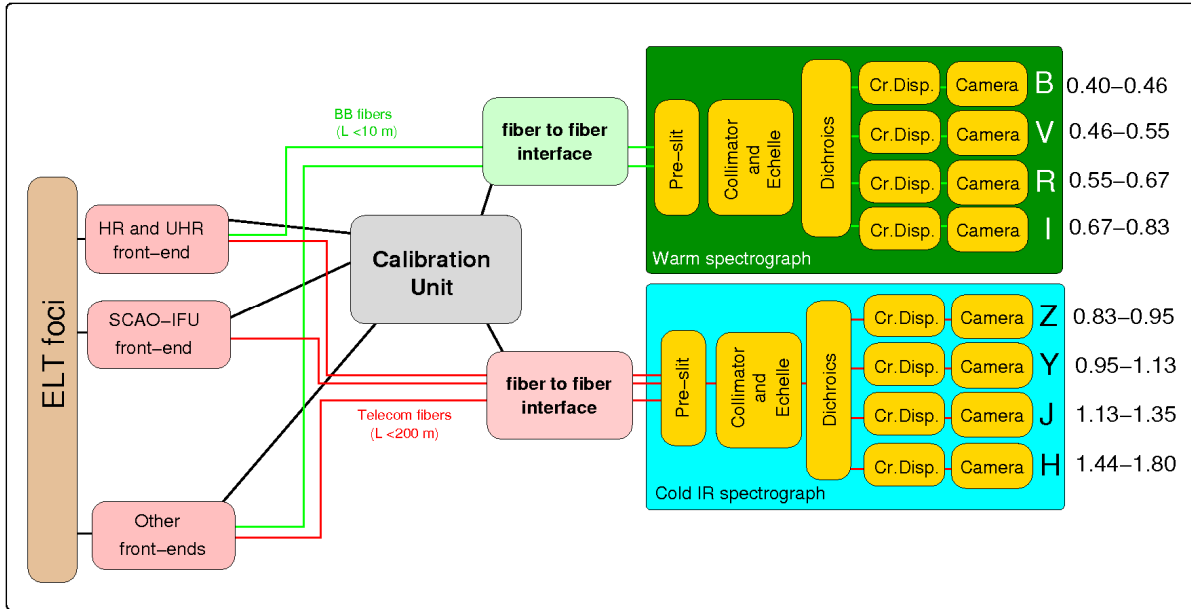 ELT foci
HR and UHR
front−end
SCAO−IFU
front−end
Other
front−ends
BB fibers
(L <10 m)
Telecom fibers
(L <200 m)
Calibration
Unit
fiber to fiber
interface
fiber to fiber
interface
Pre−slit
Collimator
and
Echelle
Dichroics
Cr.Disp. Camera B 0.40−0.46
Cr.Disp. Camera V 0.46−0.55
Cr.Disp. Camera R 0.55−0.67
Cr.Disp. Camera I 0.67−0.83
Warm spectrograph
Pre−slit
Collimator
and
Echelle
Dichroics
Cr.Disp. Camera Z 0.83−0.95
Cr.Disp. Camera Y 0.95−1.13
Cr.Disp. Camera J 1.13−1.35
Cr.Disp. Camera H 1.44−1.80
Cold IR spectrograph